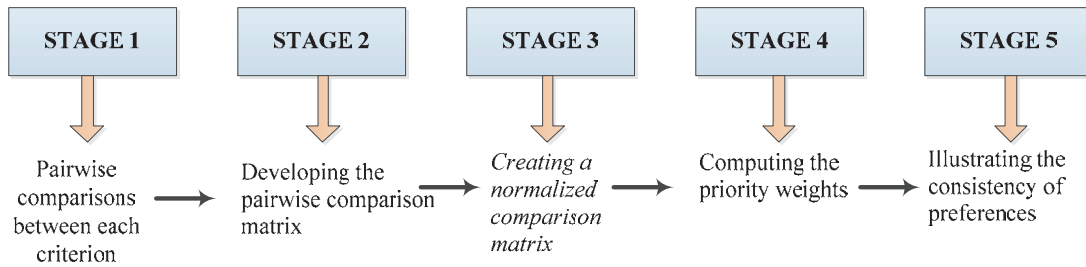 STAGE 1
STAGE 2
STAGE 3
STAGE 4
STAGE 5
Pairwise
comparisons
between each
criterion
Developing the
pairwise comparison
matrix
Creating a
normalized
comparison
matrix
Computing the
priority weights
Illustrating the
consistency of
preferences